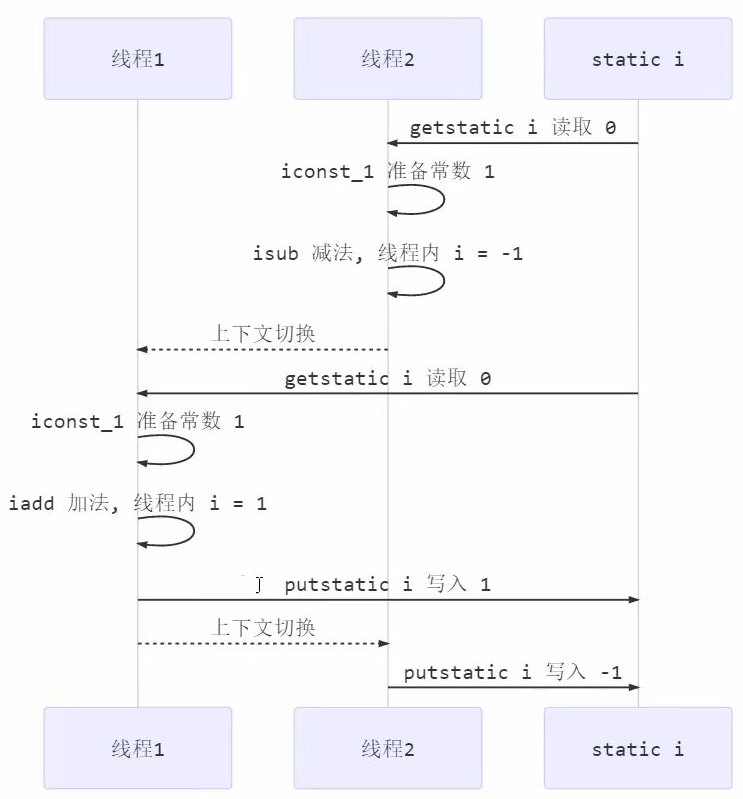 线程1
线程2
static i
getstatic i 读取 0
iconst_1 准备常数 1
isub 减法, 线程内 i = -1
上下文切换
getstatic i 读取 0
iconst_1 准备常数 1
iadd 加法, 线程内 i = 1
putstatic i 写入 1
上下文切换
putstatic i 写入 -1
线程1
线程2
static i